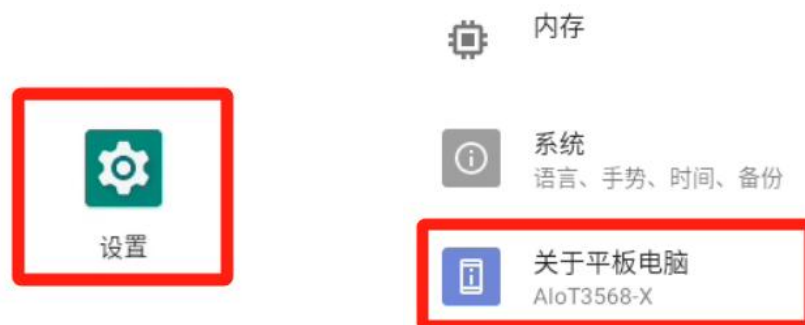 设置
内存
系统
语言、手势、时间、备份
关于平板电脑
AIoT3568-X